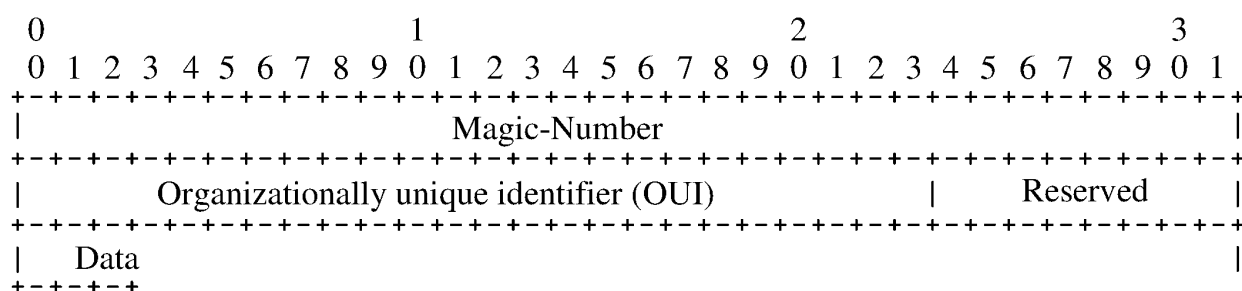 0 1 2 3
0 1 2 3 4 5 6 7 8 9 0 1 2 3 4 5 6 7 8 9 0 1 2 3 4 5 6 7 8 9 0 1
+-+-+-+-+-+-+-+-+-+-+-+-+-+-+-+-+-+-+-+-+-+-+-+-+-+-+-+-+-+-+-+-+
| Magic-Number |
+-+-+-+-+-+-+-+-+-+-+-+-+-+-+-+-+-+-+-+-+-+-+-+-+-+-+-+-+-+-+-+-+
| Organizationally unique identifier (OUI) | Reserved |
+-+-+-+-+-+-+-+-+-+-+-+-+-+-+-+-+-+-+-+-+-+-+-+-+-+-+-+-+-+-+-+-+
| Data |
+-+-+-+